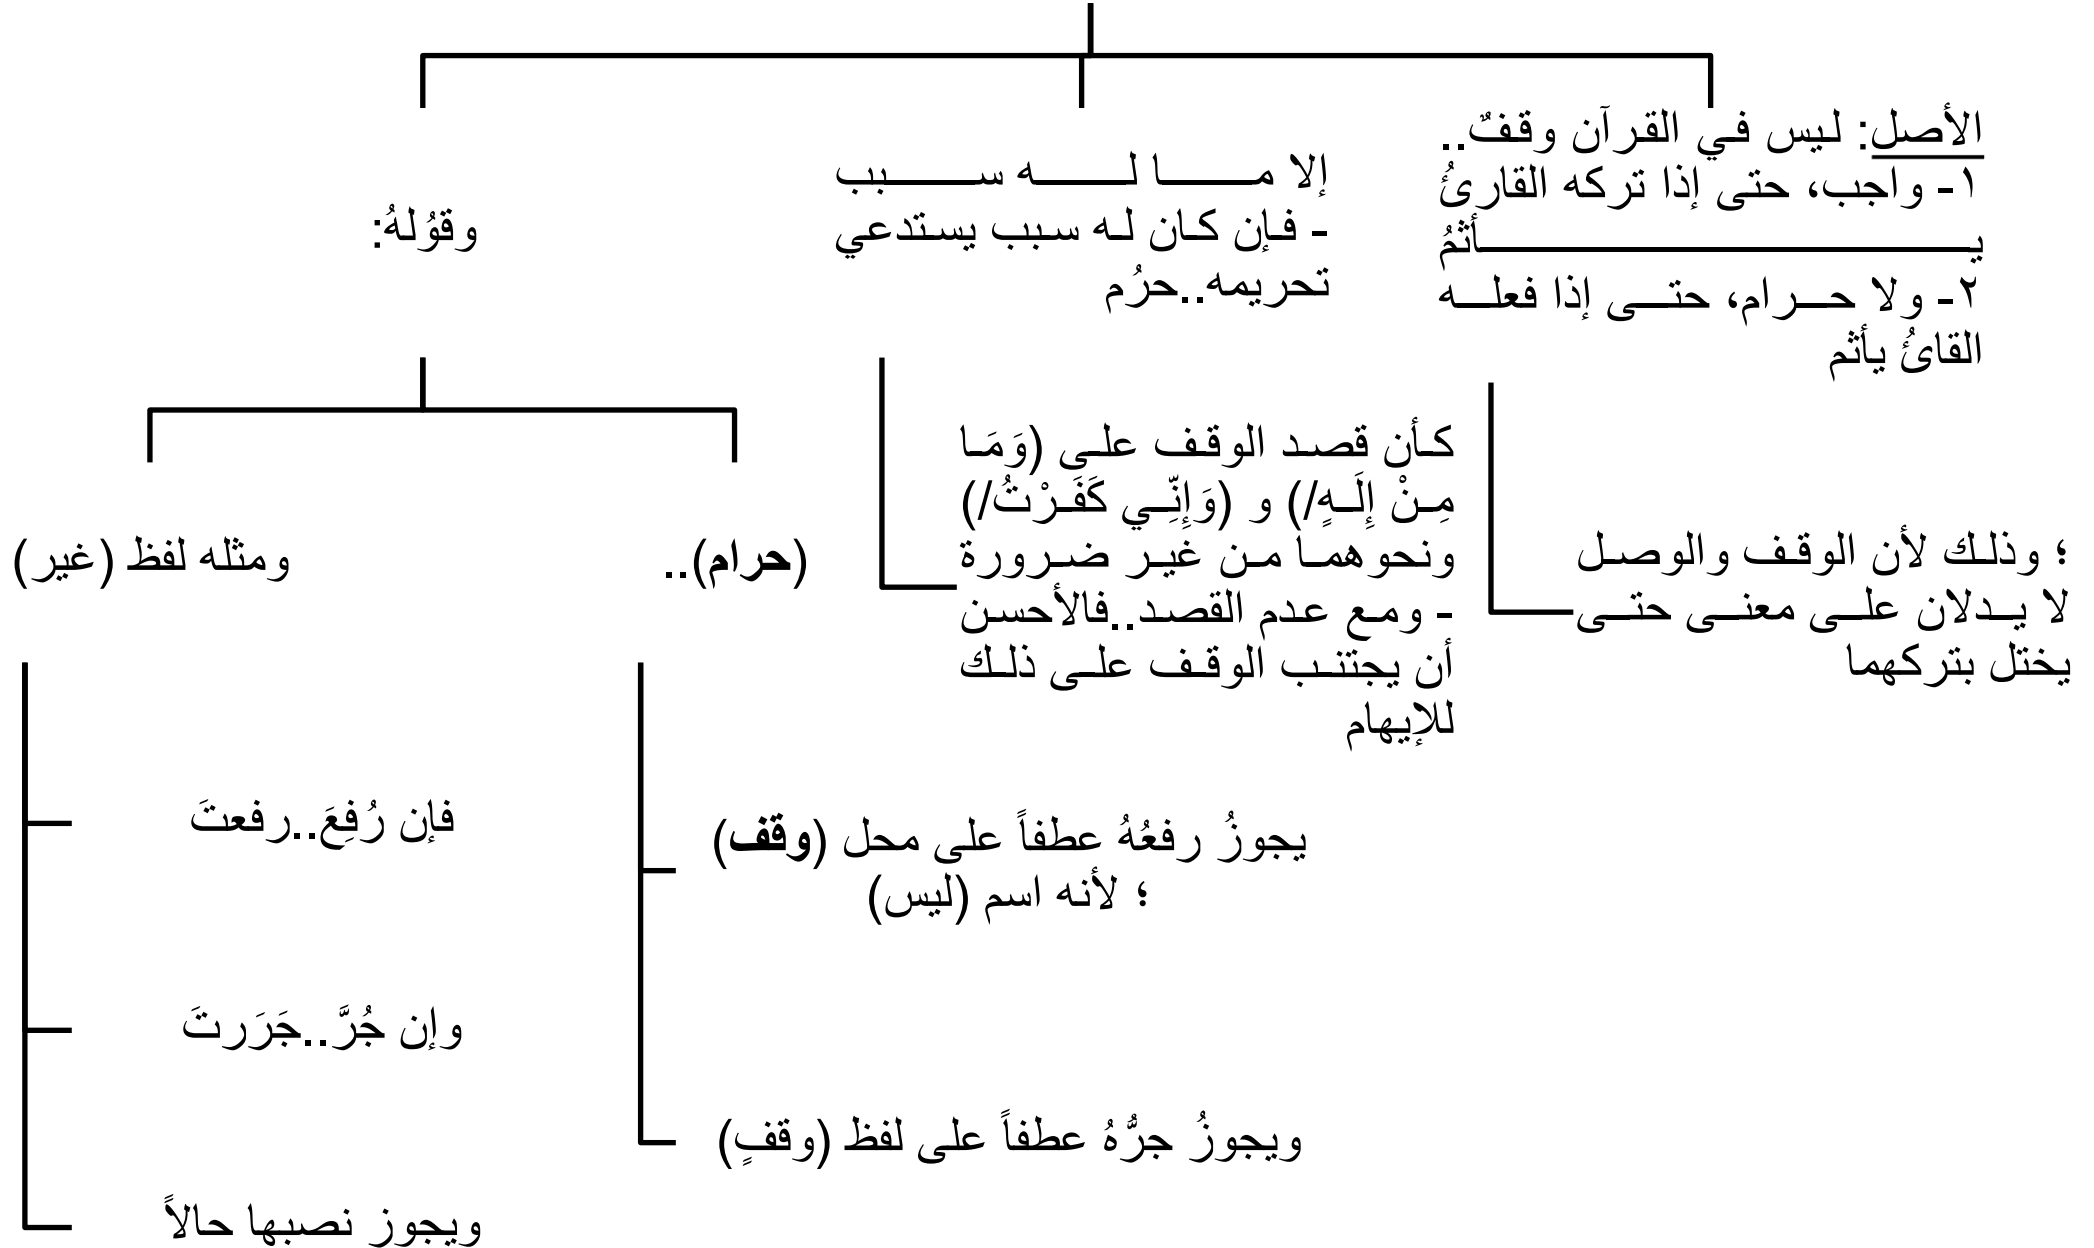 الأصل: ليس في القرآن وقفٌ..
١- واجب، حتى إذا تركه القارئُ
يأثمُ
٢- ولا حرام، حتى إذا فعله
القائُ يأثم
؛ وذلك لأن الوقف والوصل
لا يدلان على معنى حتى
يختل بتركهما
إلا ما له سبب
- فإن كان له سبب يستدعي
تحريمه..حرُم
كأن قصد الوقف على (وَمَا
مِنْ إِلَهٍ/) و (وَإِنِّي كَفَرْتُ/)
ونحوهما من غير ضرورة
- ومع عدم القصد..فالأحسن
أن يجتنب الوقف على ذلك
للإيهام
وقوُلهُ:
(حرام)..
يجوزُ رفعُهُ عطفاً على محل (وقف)
؛ لأنه اسم (ليس)
ويجوزُ جرُّهُ عطفاً على لفظ (وقفٍ)
ومثله لفظ (غير)
فإن رُفِعَ..رفعتَ
وإن جُرَّ..جَرَرتَ
ويجوز نصبها حالاً